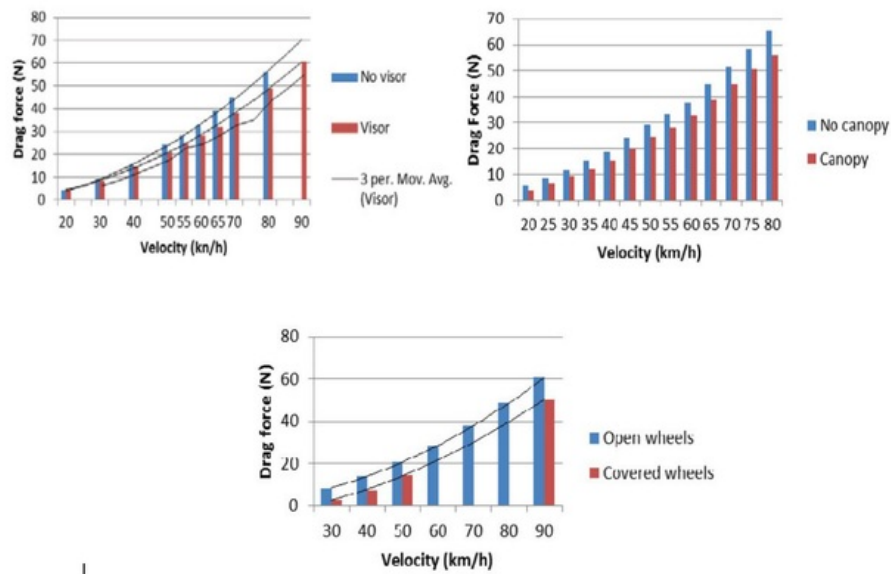 80
70
60
50
40
30
20
10
0
Drag force (N)
20 30 40 50 55 60 65 70 80 90
Velocity (kn/h)
No visor
Visor
3 per. Mov. Avg.
(Visor)
70
60
50
40
30
20
10
0
Drag Force (N)
20 25 30 35 40 45 50 55 60 65 70 75 80
Velocity (km/h)
No canopy
Canopy
80
60
40
20
0
Drag force (N)
30 40 50 60 70 80 90
Velocity (km/h)
Open wheels
Covered wheels